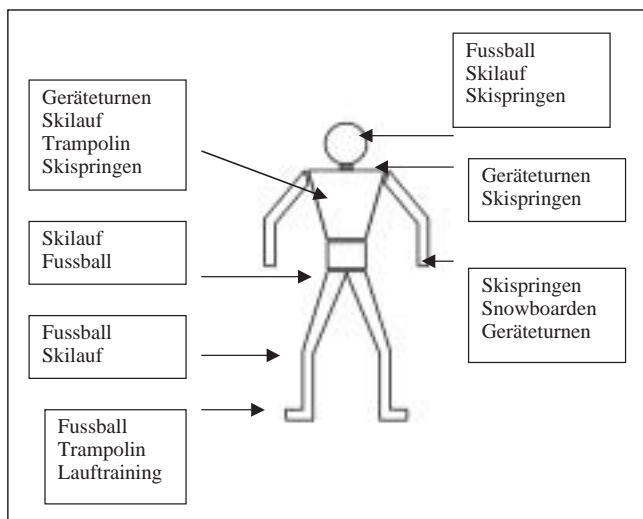 Fussball
Skilauf
Skispringen
Geräteturnen
Skilauf
Trampolin
Skispringen
Geräteturnen
Skispringen
Skilauf
Fussball
Skispringen
Snowboarden
Geräteturnen
Fussball
Skilauf
Fussball
Trampolin
Lauftraining